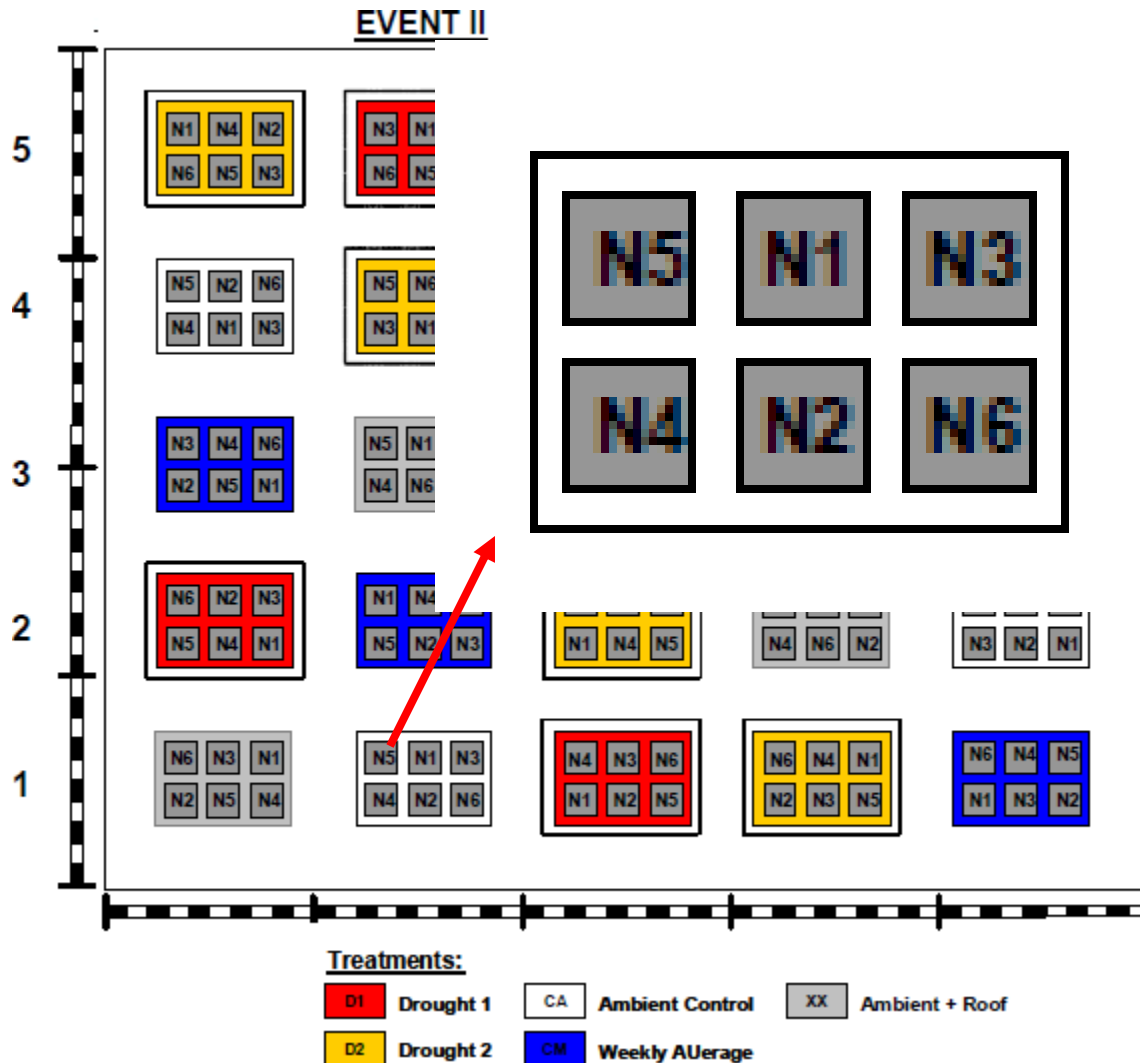 EVENT II
5
N1 N4 N2 N3 N1
N6 N5 N3 N6 N5
N5 N1 N3
N4 N2 N6
4
N5 N2 N6 N5 N6
N4 N1 N3 N3 N1
3
N3 N4 N6 N5 N1
N2 N5 N1 N4 N6
2
N6 N2 N3 N1 N4
N5 N4 N1 N5 N2 N3 N1 N4 N5 N4 N6 N2 N3 N2 N1
1
N6 N3 N1 N5 N1 N3 N4 N3 N6 N6 N4 N1 N6 N4 N5
N2 N5 N4 N4 N2 N6 N1 N2 N5 N2 N3 N5 N1 N3 N2
Treatments:
D1 Drought 1 CA Ambient Control XX Ambient + Roof
D2 Drought 2 CM Weekly AUerage